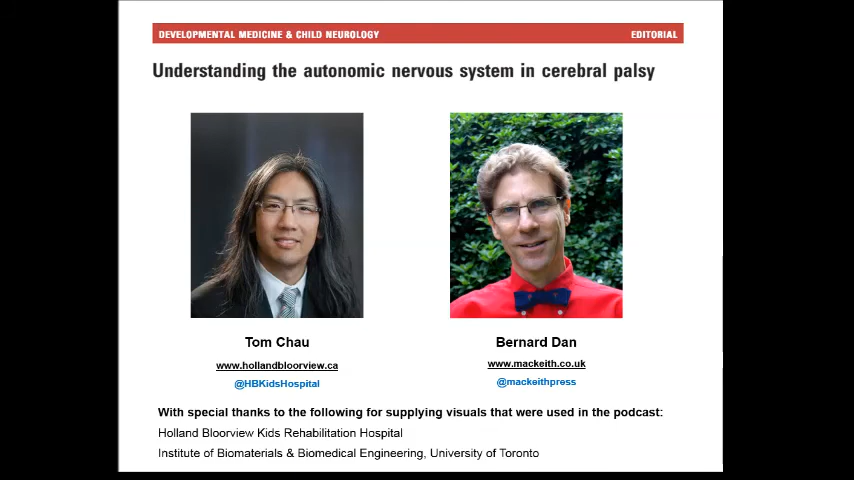 DEVELOPMENTAL MEDICINE & CHILD NEUROLOGY EDITORIAL
Understanding the autonomic nervous system in cerebral palsy
Tom Chau Bernard Dan
www.hollandbloorview.ca www.mackeith.co.uk
@HBKidsHospital @mackeithpress
With special thanks to the following for supplying visuals that were used in the podcast:
Holland Bloorview Kids Rehabilitation Hospital
Institute of Biomaterials & Biomedical Engineering, University of Toronto